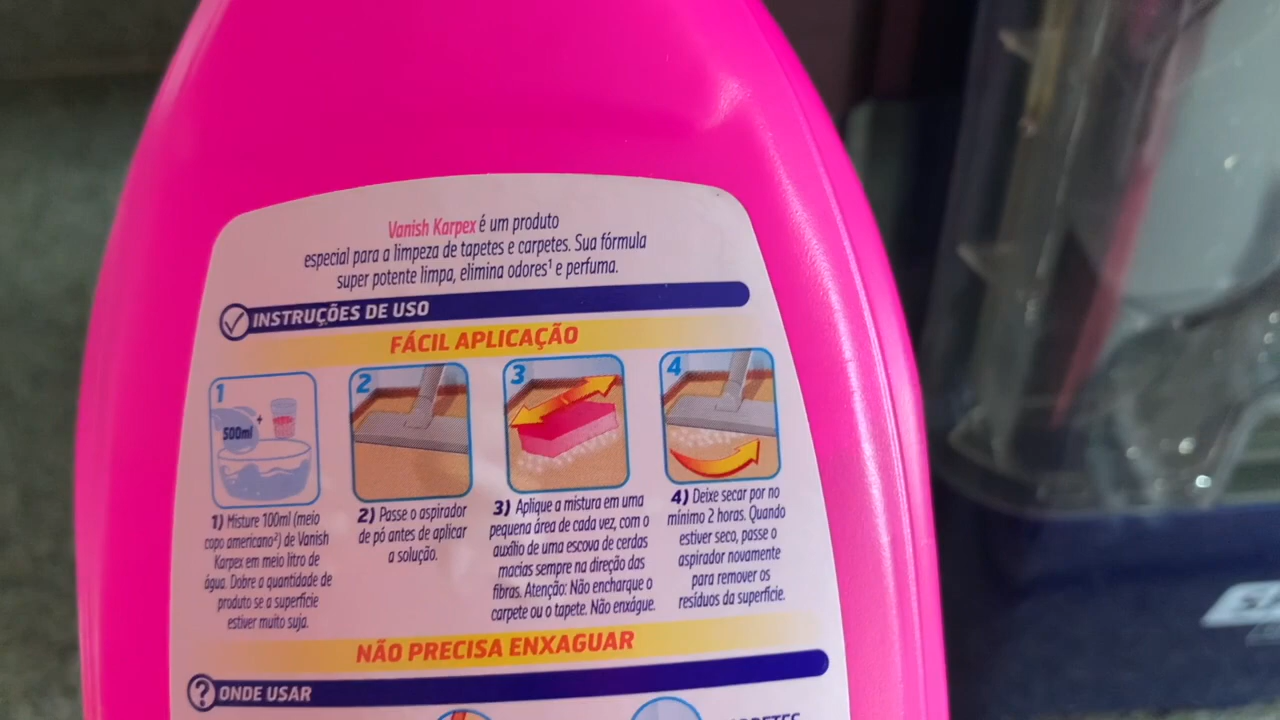 Vanish Karpex é um produto
especial para a limpeza de tapetes e carpetes. Sua fórmula
super potente limpa, elimina odores¹ e perfuma.
INSTRUÇÕES DE USO
FÁCIL APLICAÇÃO
1
500ml +
1) Misture 100ml (meio
copo americano²) de Vanish
Karpex em meio litro de
água. Dobre a quantidade de
produto se a superfície
estiver muito suja.
2
2) Passe o aspirador
de pó antes de aplicar
a solução.
3
3) Aplique a mistura em uma
pequena área de cada vez, com o
auxílio de uma escova de cerdas
macias sempre na direção das
fibras. Atenção: Não encharque o
carpete ou o tapete. Não enxágue.
4
4) Deixe secar por no
mínimo 2 horas. Quando
estiver seco, passe o
aspirador novamente
para remover os
resíduos da superfície.
NÃO PRECISA ENXAGUAR
? ONDE USAR